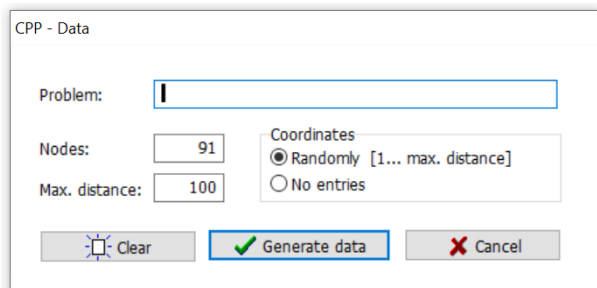 CPP - Data
Problem:
Nodes: 91
Max. distance: 100
Coordinates
Randomly [1... max. distance]
No entries
Clear
Generate data
Cancel